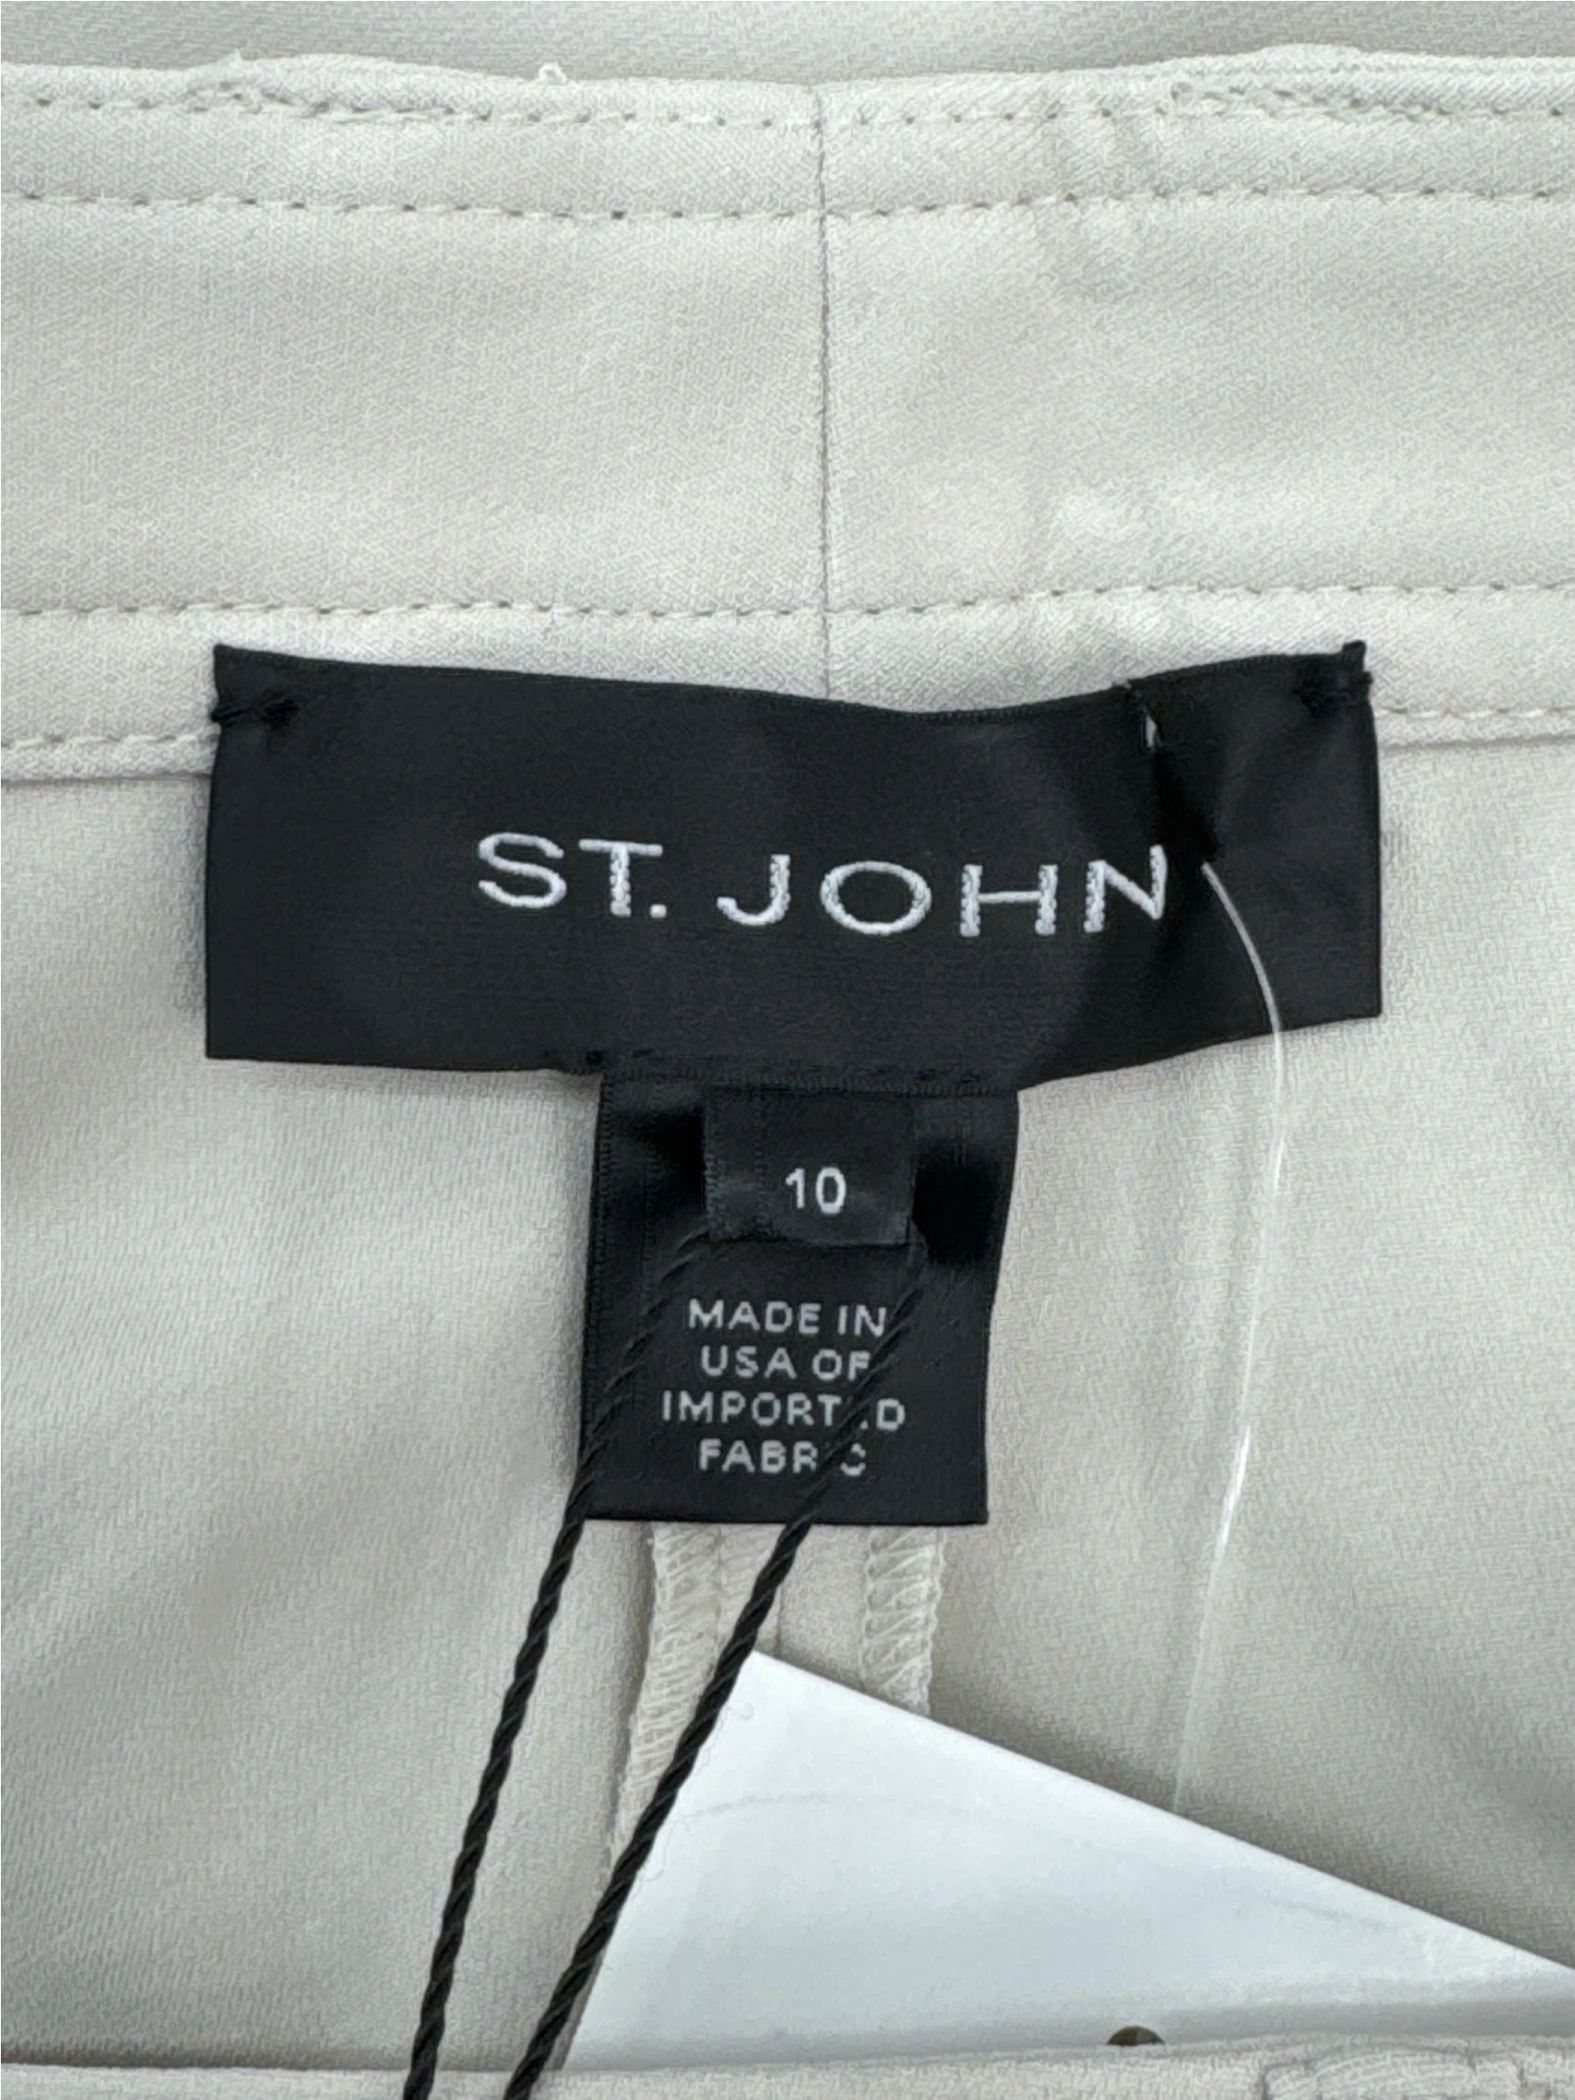 ST. JOHN
10
MADE IN
USA OF
IMPORTED
FABRIC